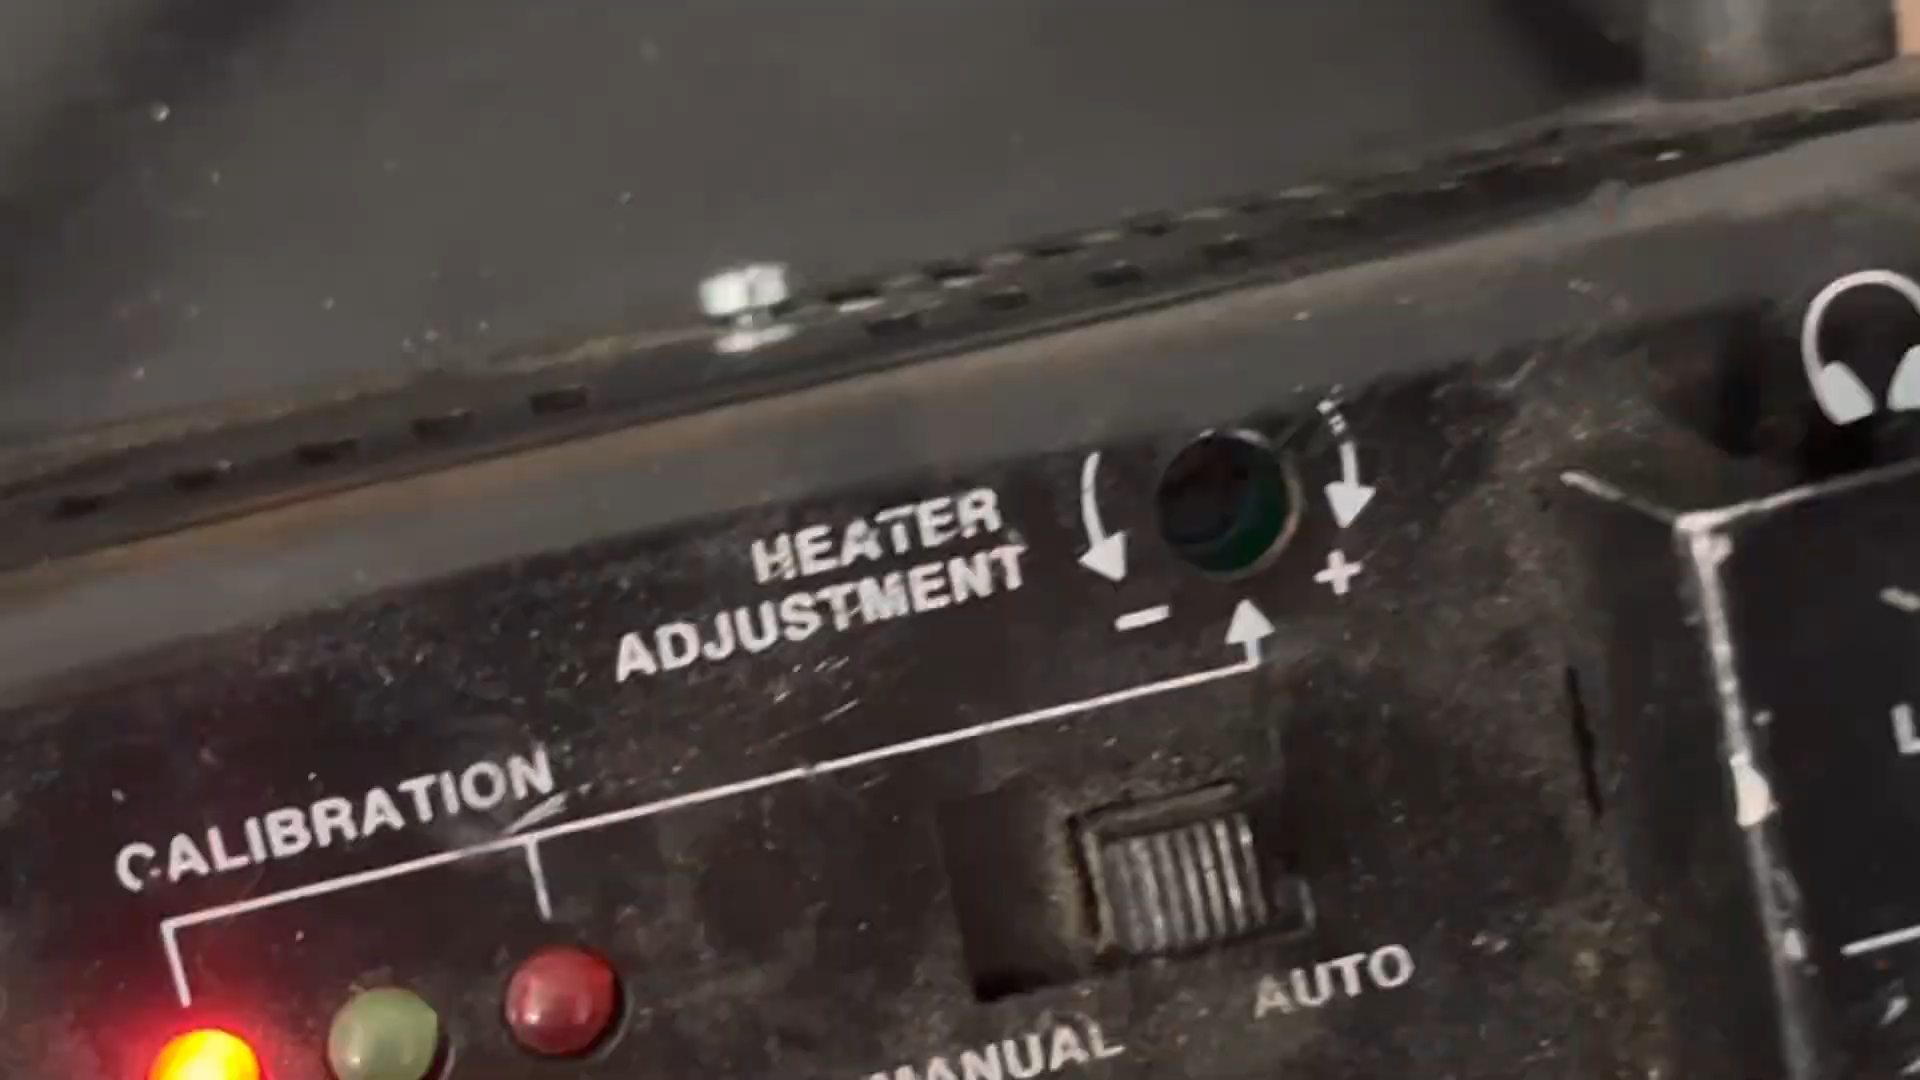 HEATER
ADJUSTMENT
-
+
CALIBRATION
AUTO
MANUAL
L